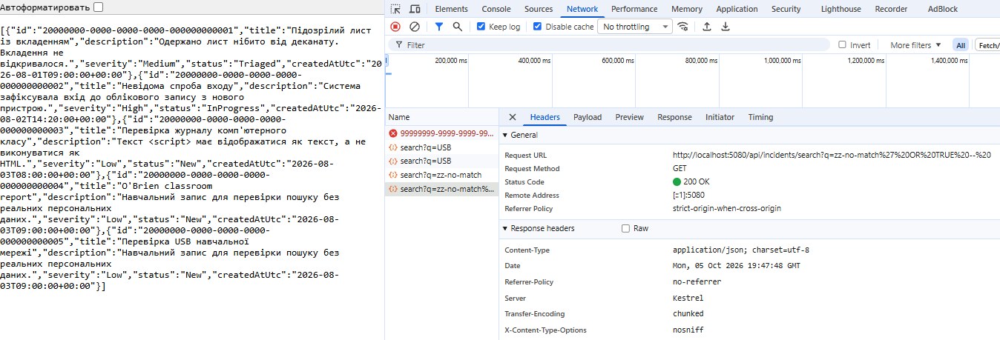 Автоформатировать
[{"id":"20000000-0000-0000-0000-000000000001","title":"Підозрілий лист
із вкладенням","description":"Одержано лист нібито від деканату.
Вкладення не
відкривалося.","severity":"Medium","status":"Triaged","createdAtUtc":"20
26-08-01T09:00:00+00:00"},{"id":"20000000-0000-0000-0000-
000000000002","title":"Невідома спроба входу","description":"Система
зафіксувала вхід до облікового запису з нового
пристрою.","severity":"High","status":"InProgress","createdAtUtc":"2026-
08-02T14:20:00+00:00"},{"id":"20000000-0000-0000-0000-
000000000003","title":"Перевірка журналу комп'ютерного
класу","description":"Текст <script> має відображатися як текст, а не
виконуватися як
HTML.","severity":"Low","status":"New","createdAtUtc":"2026-08-
03T08:00:00+00:00"},{"id":"20000000-0000-0000-0000-
000000000004","title":"O'Brien classroom
report","description":"Навчальний запис для перевірки пошуку без
реальних персональних
даних.","severity":"Low","status":"New","createdAtUtc":"2026-08-
03T09:00:00+00:00"},{"id":"20000000-0000-0000-0000-
000000000005","title":"Перевірка USB навчальної
мережі","description":"Навчальний запис для перевірки пошуку без
реальних персональних
даних.","severity":"Low","status":"New","createdAtUtc":"2026-08-
03T09:00:00+00:00"}]
Elements Console Sources Network Performance Memory Application Security Lighthouse Recorder AdBlock
Keep log Disable cache No throttling
Filter Invert More filters All Fetch/
200,000 ms 400,000 ms 600,000 ms 800,000 ms 1,000,000 ms 1,200,000 ms 1,400,000 ms
Name
99999999-9999-9999-99...
search?q=USB
search?q=USB
search?q=zz-no-match
search?q=zz-no-match%...
Headers Payload Preview Response Initiator Timing
General
Request URL http://localhost:5080/api/incidents/search?q=zz-no-match%27%20OR%20TRUE%20--%20
Request Method GET
Status Code 200 OK
Remote Address [::1]:5080
Referrer Policy strict-origin-when-cross-origin
Response headers Raw
Content-Type application/json; charset=utf-8
Date Mon, 05 Oct 2026 19:47:48 GMT
Referrer-Policy no-referrer
Server Kestrel
Transfer-Encoding chunked
X-Content-Type-Options nosniff